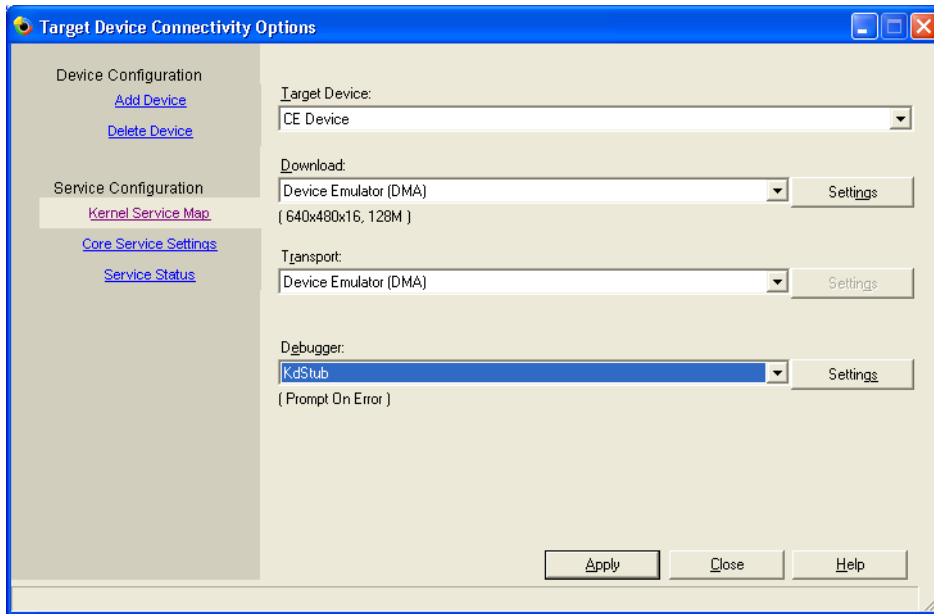 Target Device Connectivity Options
Device Configuration
Add Device
Delete Device
Service Configuration
Kernel Service Map
Core Service Settings
Service Status
Target Device:
CE Device
Download:
Device Emulator (DMA)
Settings
( 640x480x16, 128M )
Transport:
Device Emulator (DMA)
Settings
Debugger:
KdStub
Settings
( Prompt On Error )
Apply
Close
Help